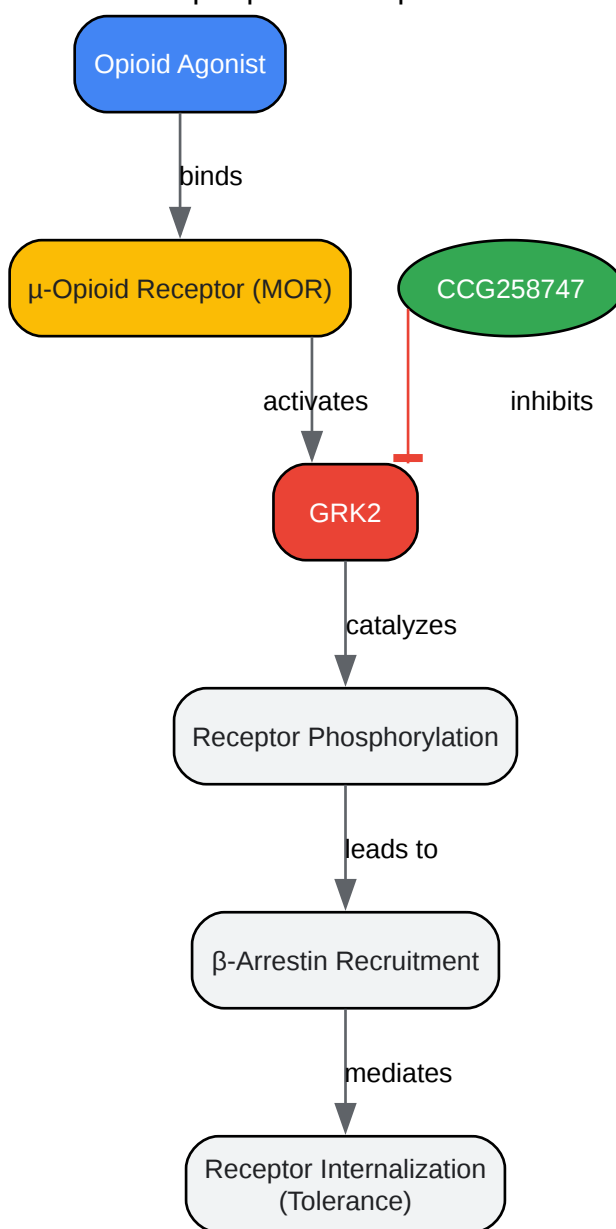 Opioid Agonist
binds
µ-Opioid Receptor (MOR)
CCG258747
activates
inhibits
GRK2
catalyzes
Receptor Phosphorylation
leads to
β-Arrestin Recruitment
mediates
Receptor Internalization
(Tolerance)